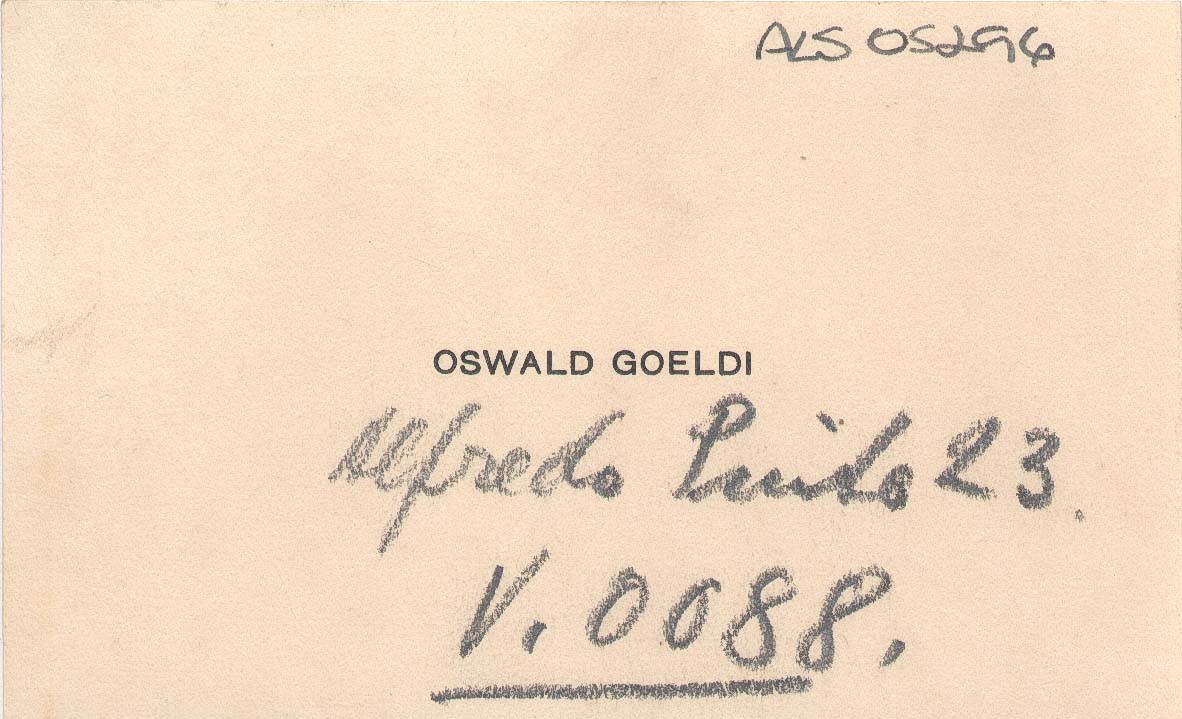 ALS 05296
OSWALD GOELDI
Alfredo Pinto 23.
V. 0088.